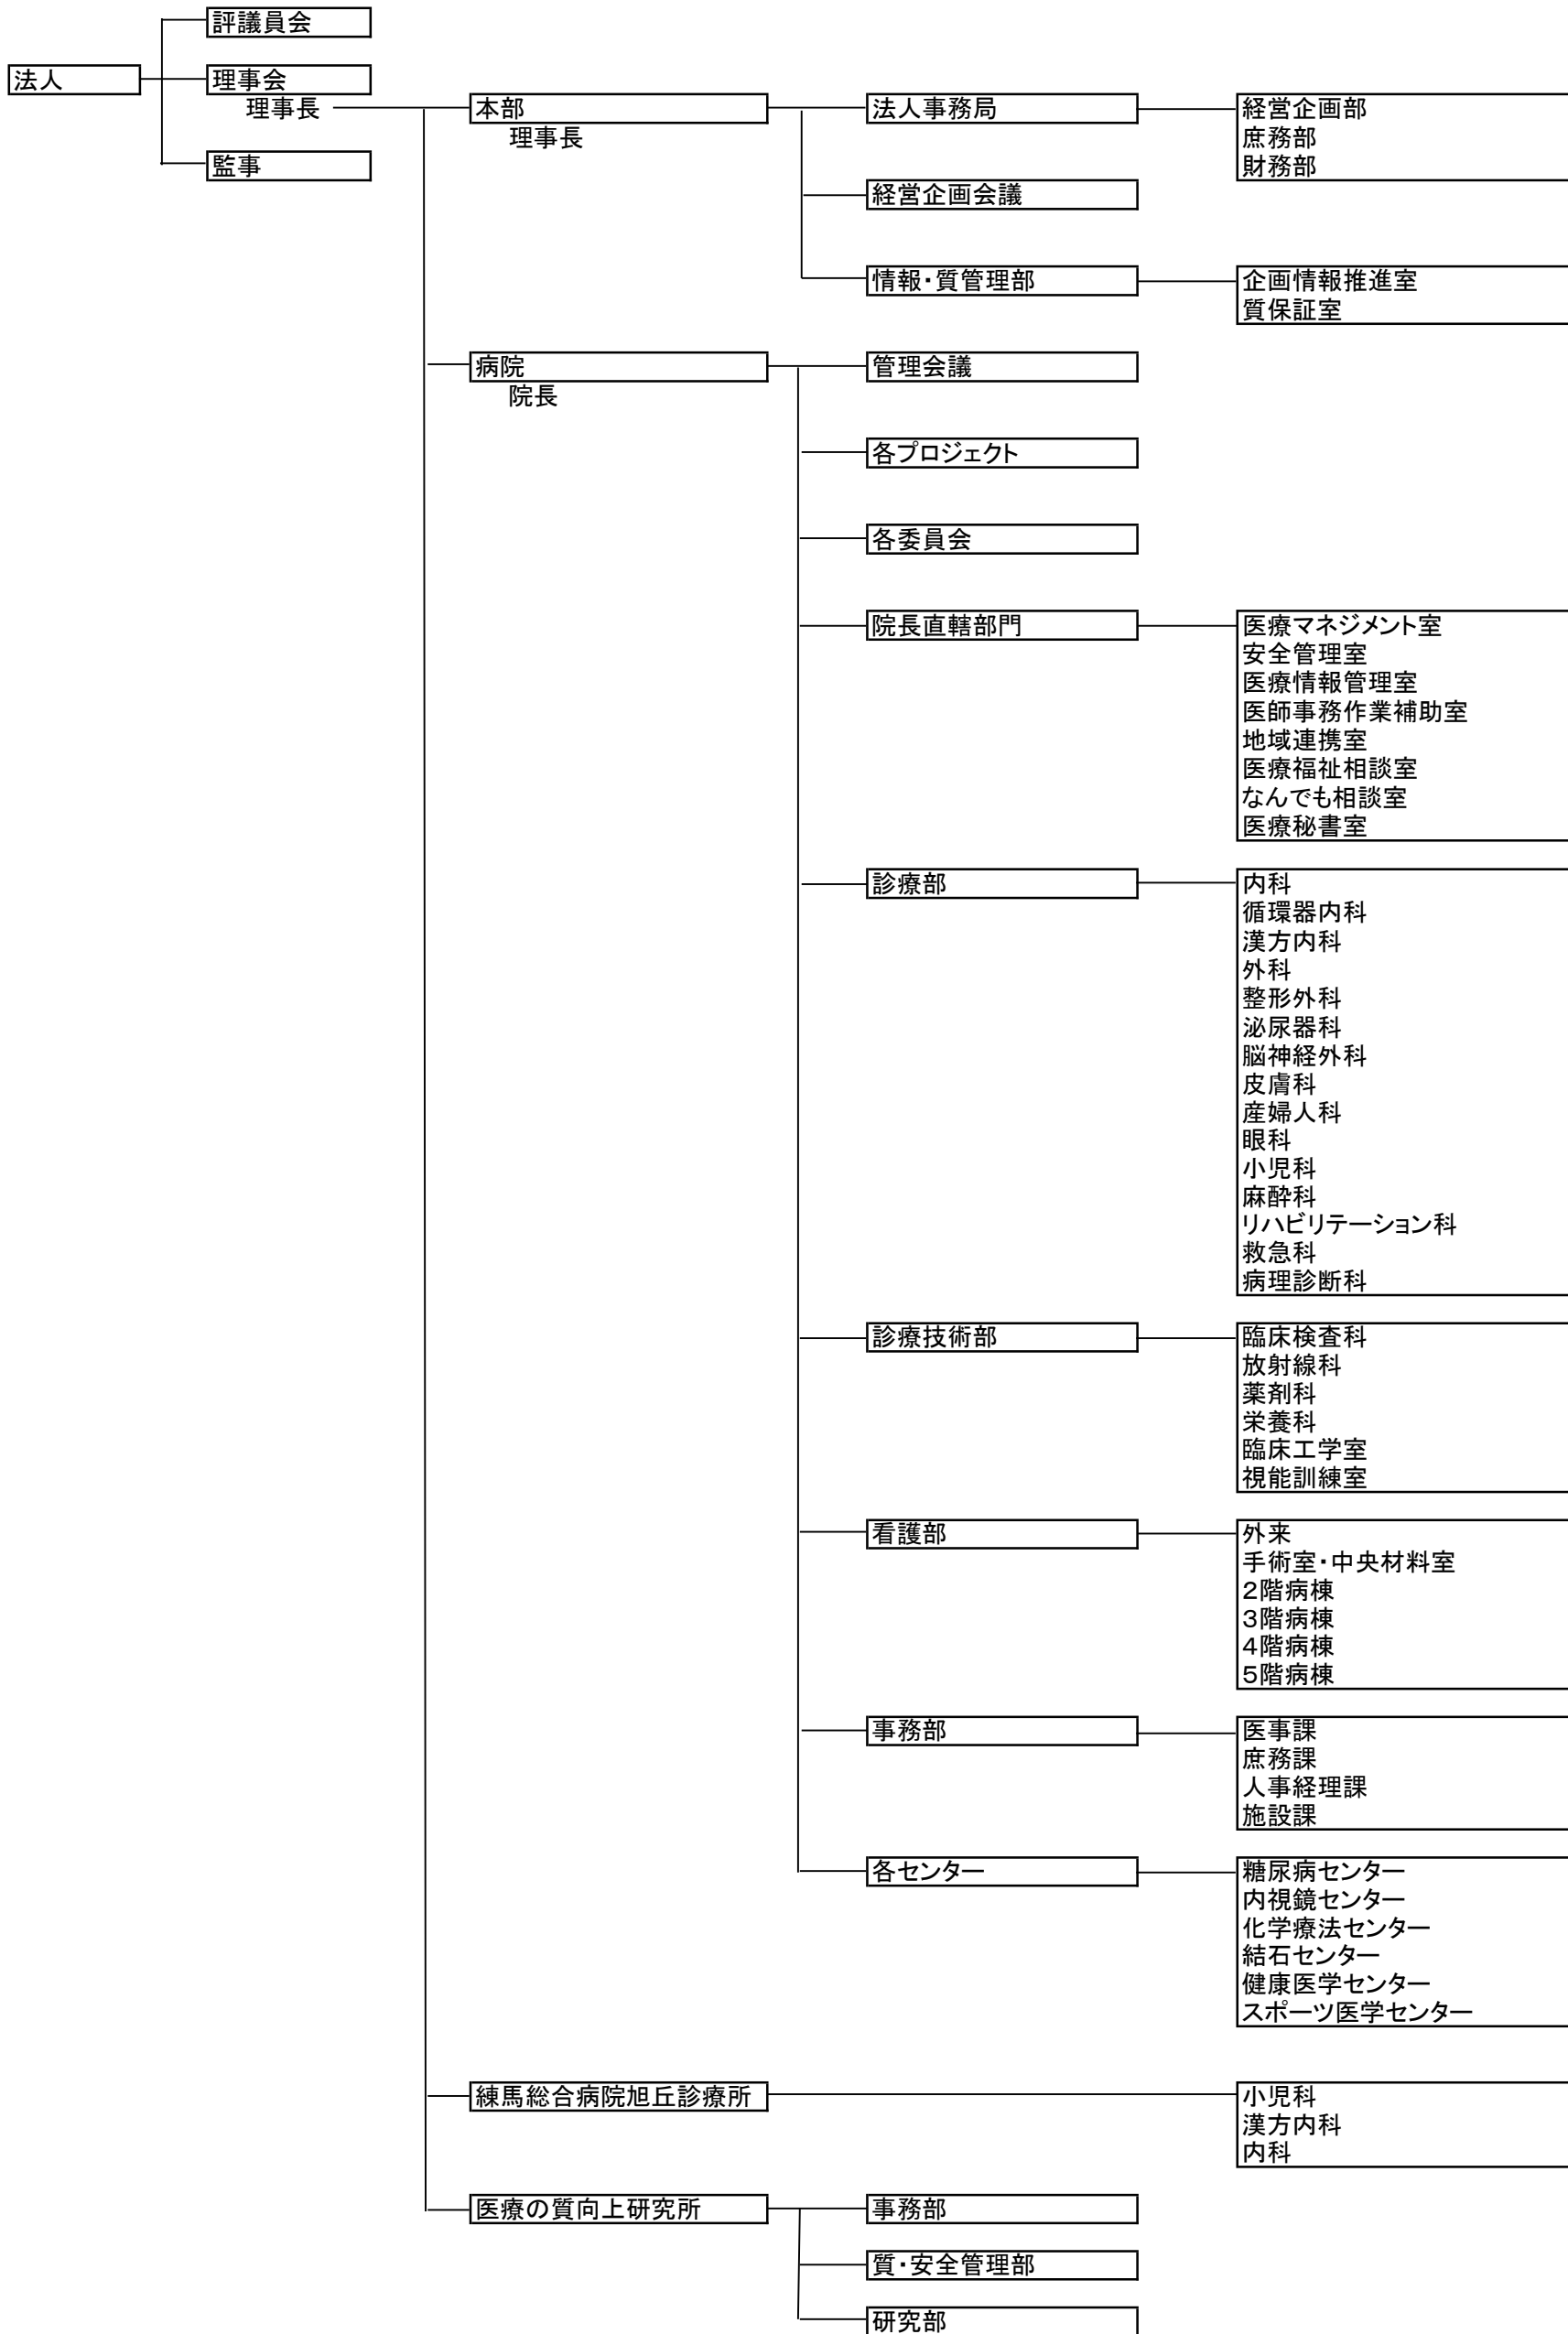 評議員会
法人
理事会
理事長
監事
本部
理事長
法人事務局
経営企画部
庶務部
財務部
経営企画会議
情報・質管理部
企画情報推進室
質保証室
病院
院長
管理会議
各プロジェクト
各委員会
院長直轄部門
医療マネジメント室
安全管理室
医療情報管理室
医師事務作業補助室
地域連携室
医療福祉相談室
なんでも相談室
医療秘書室
診療部
内科
循環器内科
漢方内科
外科
整形外科
泌尿器科
脳神経外科
皮膚科
産婦人科
眼科
小児科
麻酔科
リハビリテーション科
救急科
病理診断科
診療技術部
臨床検査科
放射線科
薬剤科
栄養科
臨床工学室
視能訓練室
看護部
外来
手術室・中央材料室
2階病棟
3階病棟
4階病棟
5階病棟
事務部
医事課
庶務課
人事経理課
施設課
各センター
糖尿病センター
内視鏡センター
化学療法センター
結石センター
健康医学センター
スポーツ医学センター
練馬総合病院旭丘診療所
小児科
漢方内科
内科
医療の質向上研究所
事務部
質・安全管理部
研究部